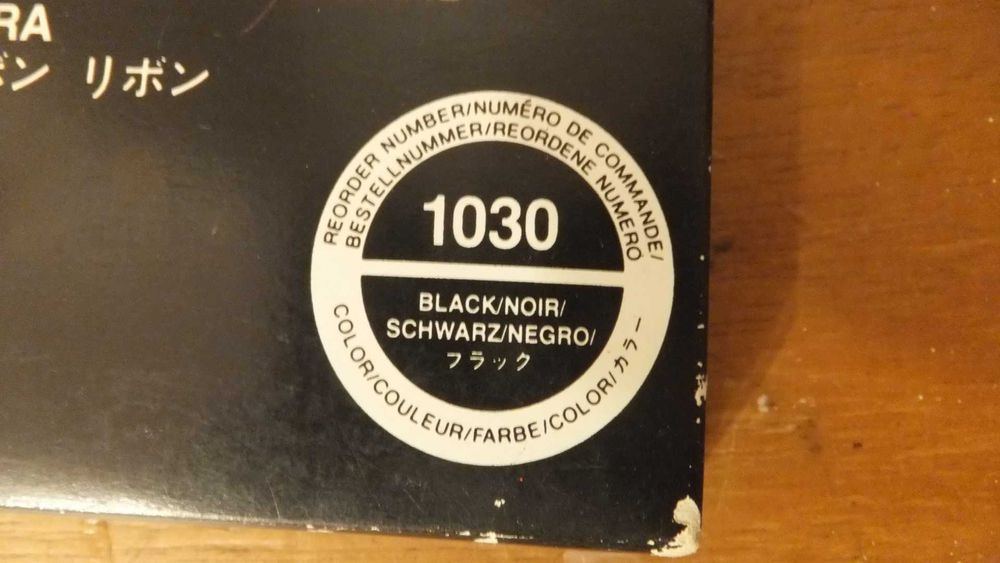 RA
ボン リボン
REORDER NUMBER/NUMÉRO DE COMMANDE/
BESTELLNUMMER/REORDENE NUMERO
1030
BLACK/NOIR/
SCHWARZ/NEGRO/
フラック
COLOR/COULEUR/FARBE/COLOR/カラー